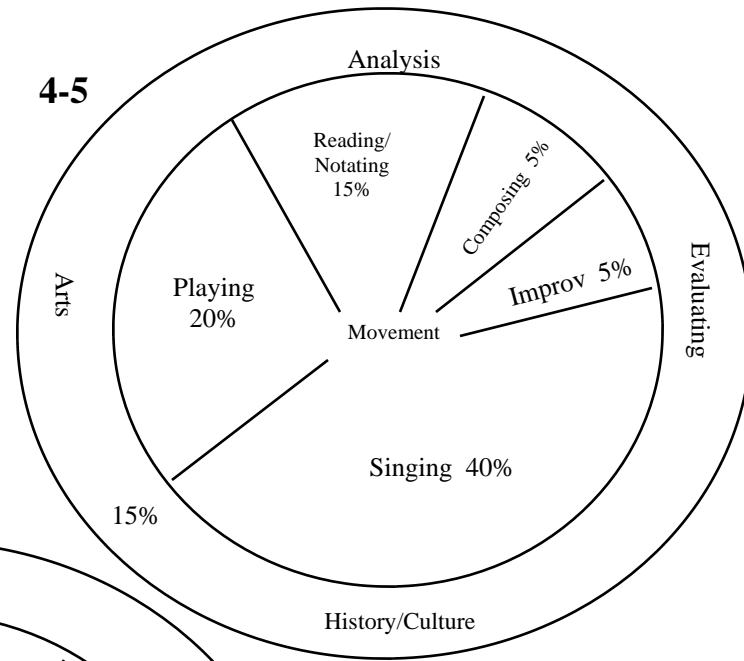 4-5
Analysis
Reading/
Notating
15%
Composing 5%
Improv 5%
Evaluating
Arts
Playing
20%
Movement
Singing 40%
15%
History/Culture